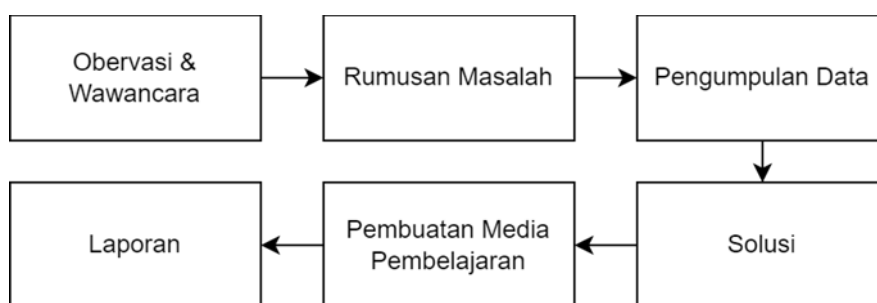 Obervasi &
Wawancara
Rumusan Masalah
Pengumpulan Data
Solusi
Pembuatan Media
Pembelajaran
Laporan